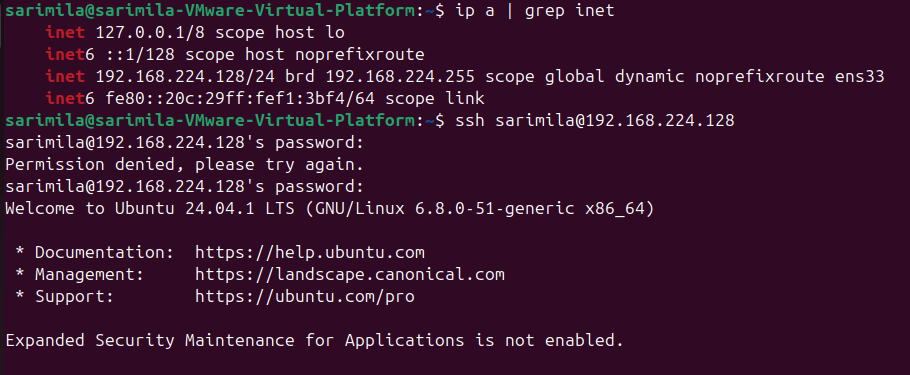 sarimila@sarimila-VMware-Virtual-Platform:~$ ip a | grep inet
    inet 127.0.0.1/8 scope host lo
    inet6 ::1/128 scope host noprefixroute
    inet 192.168.224.128/24 brd 192.168.224.255 scope global dynamic noprefixroute ens33
    inet6 fe80::20c:29ff:fef1:3bf4/64 scope link
sarimila@sarimila-VMware-Virtual-Platform:~$ ssh sarimila@192.168.224.128
sarimila@192.168.224.128's password:
Permission denied, please try again.
sarimila@192.168.224.128's password:
Welcome to Ubuntu 24.04.1 LTS (GNU/Linux 6.8.0-51-generic x86_64)

 * Documentation:  https://help.ubuntu.com
 * Management:     https://landscape.canonical.com
 * Support:        https://ubuntu.com/pro

Expanded Security Maintenance for Applications is not enabled.